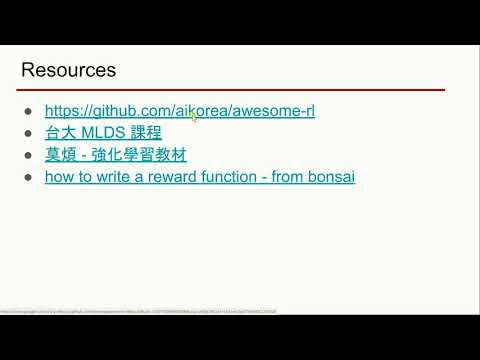 Resources
https://github.com/aikorea/awesome-rl
台大 MLDS 課程
莫煩 - 強化學習教材
how to write a reward function - from bonsai